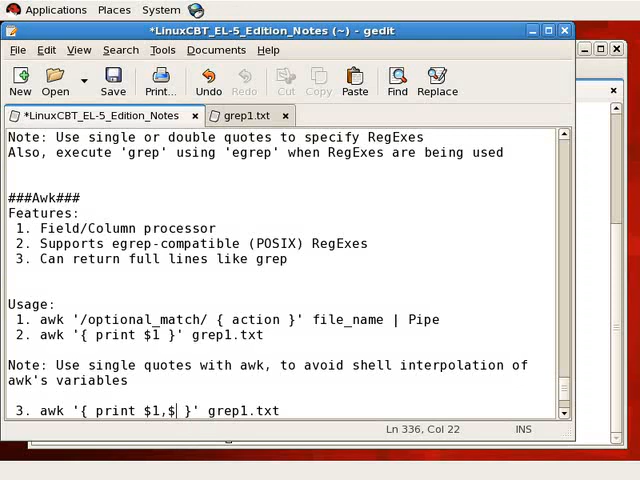 Applications Places System
*LinuxCBT_EL-5_Edition_Notes (~) - gedit
File Edit View Search Tools Documents Help
New Open Save Print... Undo Redo Cut Copy Paste Find Replace
*LinuxCBT_EL-5_Edition_Notes × grep1.txt ×
Note: Use single or double quotes to specify RegExes
Also, execute 'grep' using 'egrep' when RegExes are being used
###Awk###
Features:
1. Field/Column processor
2. Supports egrep-compatible (POSIX) RegExes
3. Can return full lines like grep
Usage:
1. awk '/optional_match/ { action }' file_name | Pipe
2. awk '{ print $1 }' grep1.txt
Note: Use single quotes with awk, to avoid shell interpolation of
awk's variables
3. awk '{ print $1,$ }' grep1.txt
Ln 336, Col 22 INS